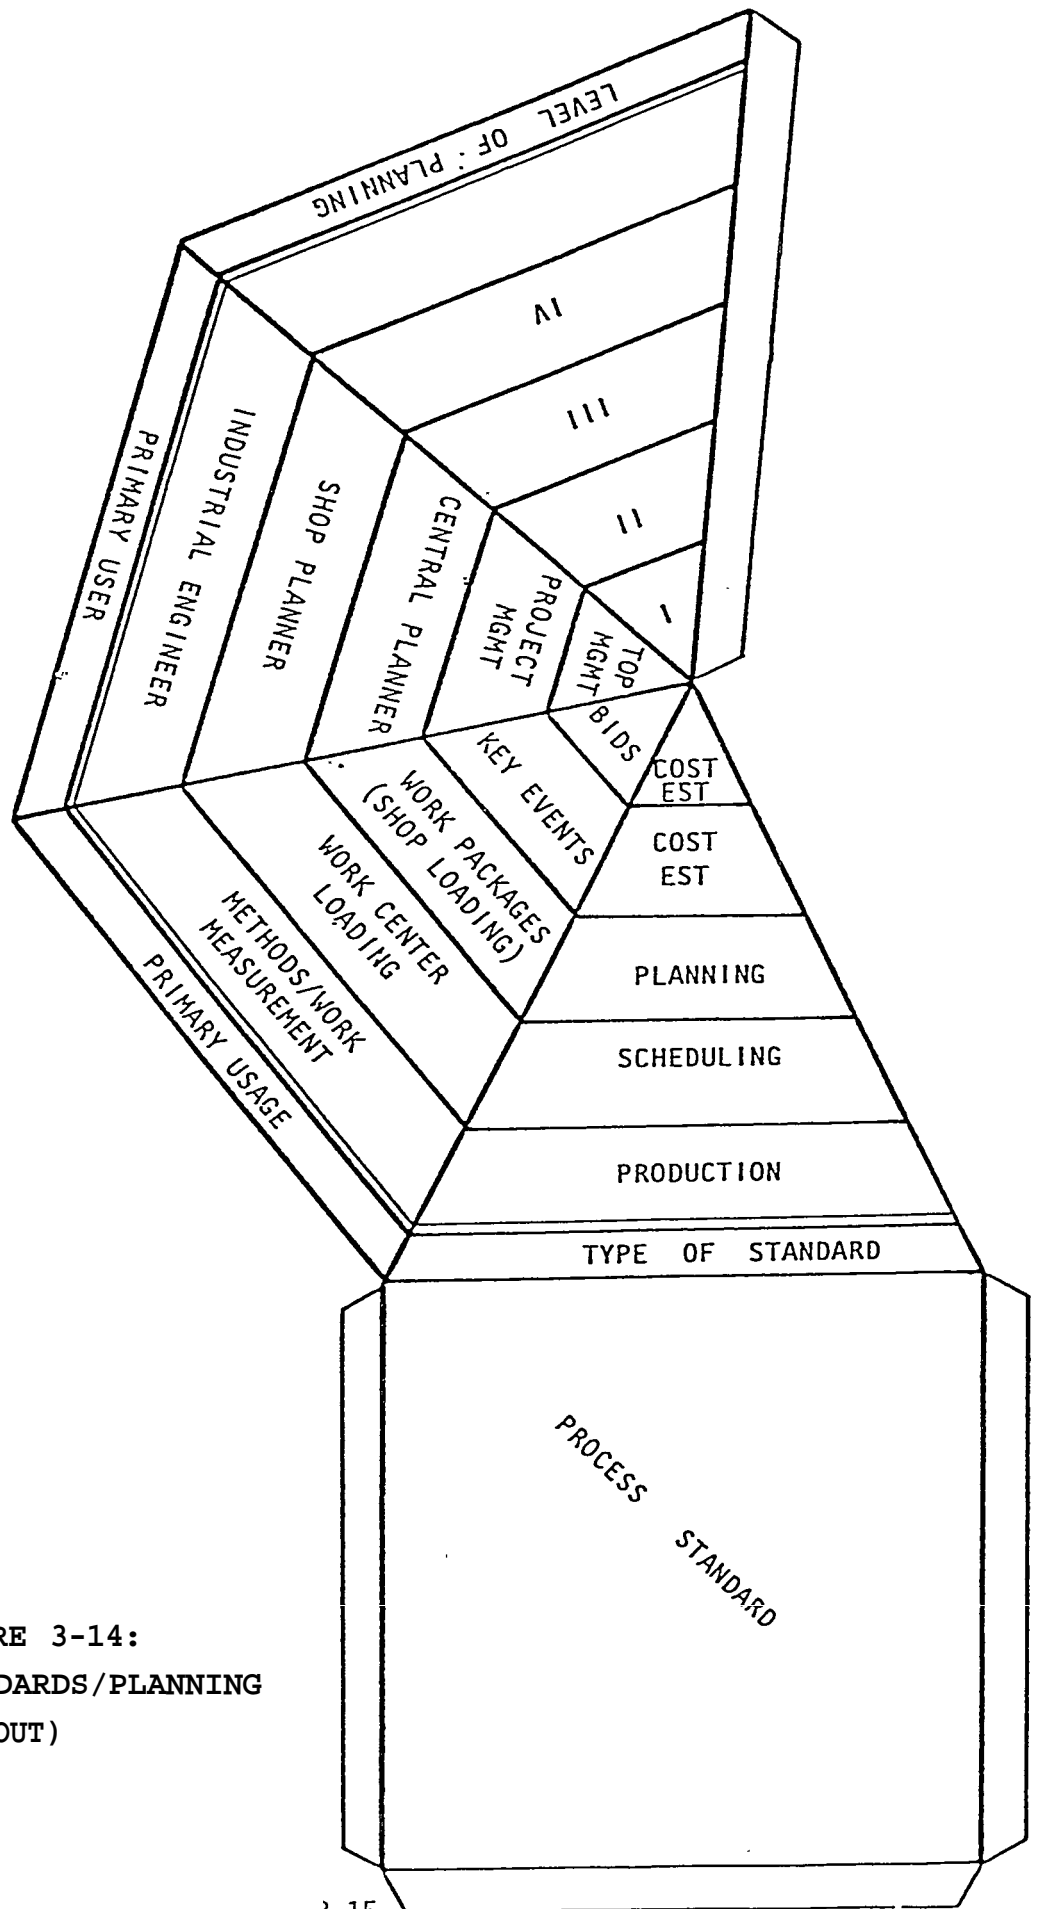 LEVEL OF PLANNING
IV
III
II
I
PRIMARY USER
INDUSTRIAL ENGINEER
SHOP PLANNER
CENTRAL PLANNER
PROJECT
MGMT
TOP
MGMT
PRIMARY USAGE
METHODS/WORK
MEASUREMENT
WORK CENTER
LOADING
WORK PACKAGES
(SHOP LOADING)
KEY EVENTS
BIDS
COST
EST
COST
EST
PLANNING
SCHEDULING
PRODUCTION
TYPE OF STANDARD
PROCESS STANDARD
RE 3-14:
DARDS/PLANNING
OUT)